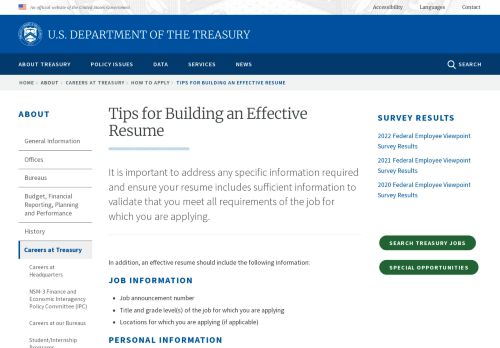 An official website of the United States Government
Accessibility
Languages
Contact
U.S. DEPARTMENT OF THE TREASURY
ABOUT TREASURY
POLICY ISSUES
DATA
SERVICES
NEWS
SEARCH
HOME › ABOUT › CAREERS AT TREASURY › HOW TO APPLY › TIPS FOR BUILDING AN EFFECTIVE RESUME
ABOUT
General Information
Offices
Bureaus
Budget, Financial
Reporting, Planning
and Performance
History
Careers at Treasury
Careers at
Headquarters
NSM-3 Finance and
Economic Interagency
Policy Committee (IPC)
Careers at our Bureaus
Student/Internship
Programs
Tips for Building an Effective
Resume
It is important to address any specific information required
and ensure your resume includes sufficient information to
validate that you meet all requirements of the job for
which you are applying.
In addition, an effective resume should include the following information:
JOB INFORMATION
• Job announcement number
• Title and grade level(s) of the job for which you are applying
• Locations for which you are applying (if applicable)
PERSONAL INFORMATION
SURVEY RESULTS
2022 Federal Employee Viewpoint
Survey Results
2021 Federal Employee Viewpoint
Survey Results
2020 Federal Employee Viewpoint
Survey Results
SEARCH TREASURY JOBS
SPECIAL OPPORTUNITIES